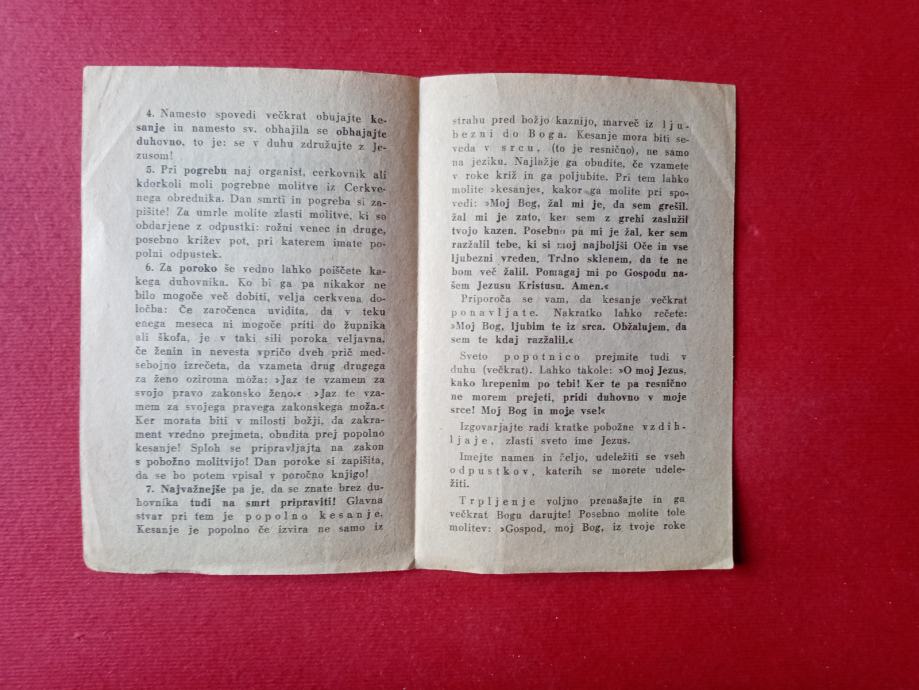 4. Namesto spovedi večkrat obujajte ke-
sanje in namesto sv. obhajila se obhajajte
duhovno, to je: se v duhu združujte z Je-
zusom!
5. Pri pogrebu naj organist, cerkovnik ali
kdorkoli moli pogrebne molitve iz Cerkve-
nega obrednika. Dan smrti in pogreba si za-
pišite! Za umrle molite zlasti molitve, ki so
obdarjene z odpustki: rožni venec in druge,
posebno križev pot, pri katerem imate po-
polni odpustek.
6. Za poroko še vedno lahko poiščete ka-
kega duhovnika. Ko bi ga pa nikakor ne
bilo mogoče več dobiti, velja cerkvena do-
ločba: Če zaročenca uvidita, da v teku
enega meseca ni mogoče priti do župnika
ali škofa, je v taki sili poroka veljavna,
če ženin in nevesta vpričo dveh prič med-
sebojno izrečeta, da vzameta drug drugega
za ženo oziroma moža: »Jaz te vzamem za
svojo pravo zakonsko ženo.« »Jaz te vza-
mem za svojega pravega zakonskega moža.«
Ker morata biti v milosti božji, da zakra-
ment vredno prejmeta, obudita prej popolno
kesanje! Sploh se pripravljajta na zakon
s pobožno molitvijo! Dan poroke si zapišita,
da se bo potem vpisal v poročno knjigo!
7. Najvažnejše pa je, da se znate brez du-
hovnika tudi na smrt pripraviti! Glavna
stvar pri tem je popolno kesanje.
Kesanje je popolno če izvira ne samo iz
strahu pred božjo kaznijo, marveč iz lju-
bezni do Boga. Kesanje mora biti se-
veda v srcu, (to je resnično), ne samo
na jeziku. Najlažje ga obudite, če vzamete
v roke križ in ga poljubite. Pri tem lahko
molite »kesanje«, kakor ga molite pri spo-
vedi: »Moj Bog, žal mi je, da sem grešil.
žal mi je zato, ker sem z grehi zaslužil
tvojo kazen. Posebno pa mi je žal, ker sem
razžalil tebe, ki si moj najboljši Oče in vse
ljubezni vreden. Trdno sklenem, da te ne
bom več žalil. Pomagaj mi po Gospodu na-
šem Jezusu Kristusu. Amen.«
Priporoča se vam, da kesanje večkrat
ponavljate. Nakratko lahko rečete:
»Moj Bog, ljubim te iz srca. Obžalujem, da
sem te kdaj razžalil.«
Sveto popotnico prejmite tudi v
duhu (večkrat). Lahko takole: »O moj Jezus,
kako hrepenim po tebi! Ker te pa resnično
ne morem prejeti, pridi duhovno v moje
srce! Moj Bog in moje vse!«
Izgovarjajte radi kratke pobožne vzdih-
ljaje, zlasti sveto ime Jezus.
Imejte namen in željo, udeležiti se vseh
odpustkov, katerih se morete udele-
žiti.
Trpljenje voljno prenašajte in ga
večkrat Bogu darujte! Posebno molite tole
molitev: »Gospod, moj Bog, iz tvoje roke